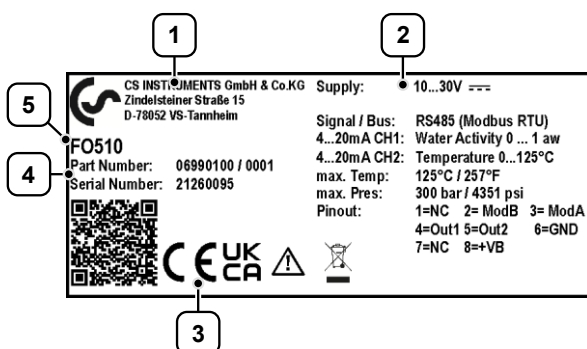 1
2
CS INSTRUMENTS GmbH & Co.KG
Zindelsteiner Straße 15
D-78052 VS-Tannheim
Supply: 10...30V
5
FO510
4
Part Number: 06990100 / 0001
Serial Number: 21260095
Signal / Bus: RS485 (Modbus RTU)
4...20mA CH1: Water Activity 0 ... 1 aw
4...20mA CH2: Temperature 0...125°C
max. Temp: 125°C / 257°F
max. Pres: 300 bar / 4351 psi
Pinout: 1=NC 2= ModB 3= ModA
4=Out1 5=Out2 6=GND
7=NC 8=+VB
CE UK
CA
3